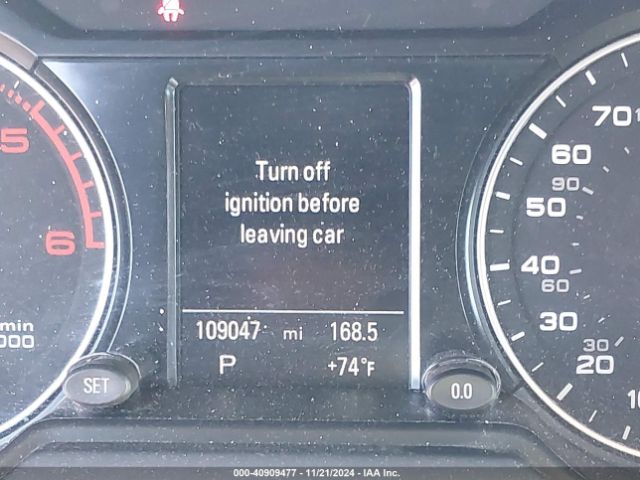 Turn off
ignition before
leaving car
109047 mi 168.5
P +74°F
SET
0.0
5
6
min
000
70
60
90
50
40
60
30
30
20
000-40909477 - 11/21/2024 - IAA Inc.